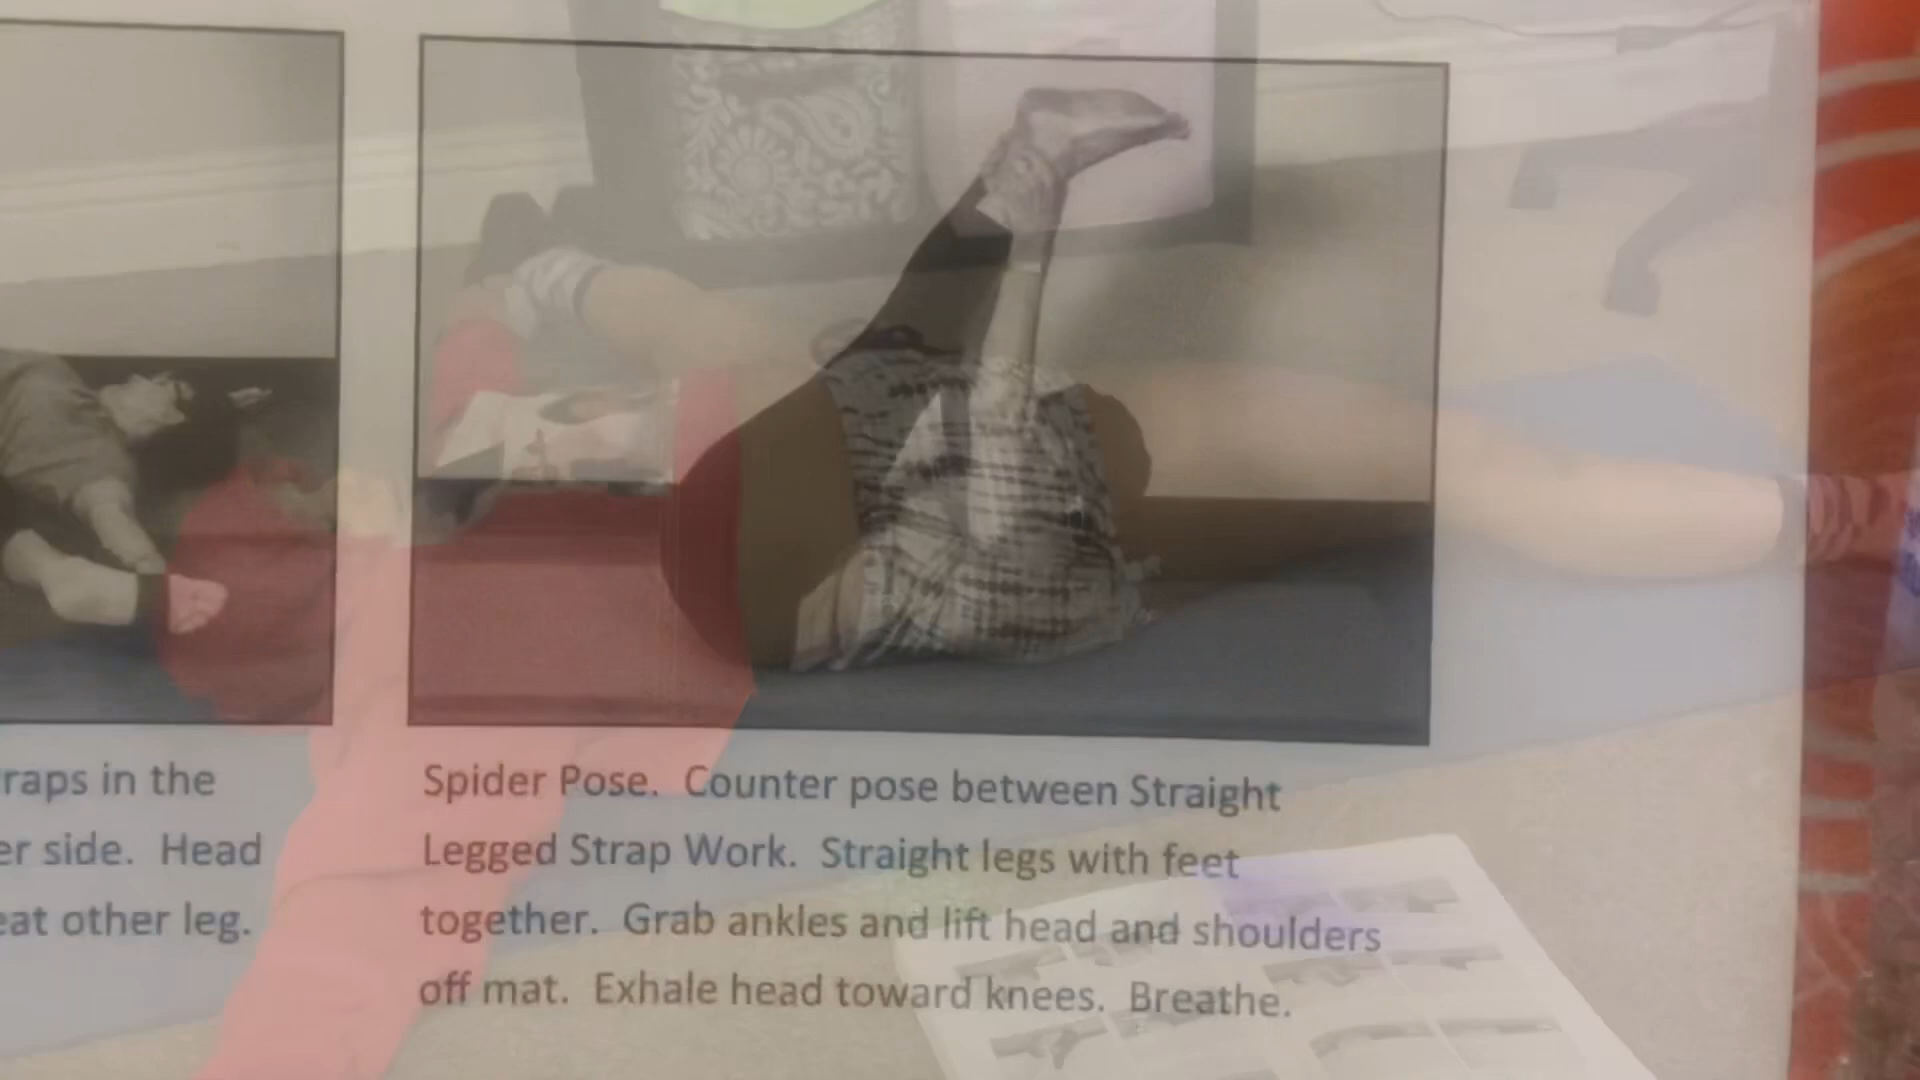 raps in the
er side.  Head
eat other leg.
Spider Pose.  Counter pose between Straight
Legged Strap Work.  Straight legs with feet
together.  Grab ankles and lift head and shoulders
off mat.  Exhale head toward knees.  Breathe.